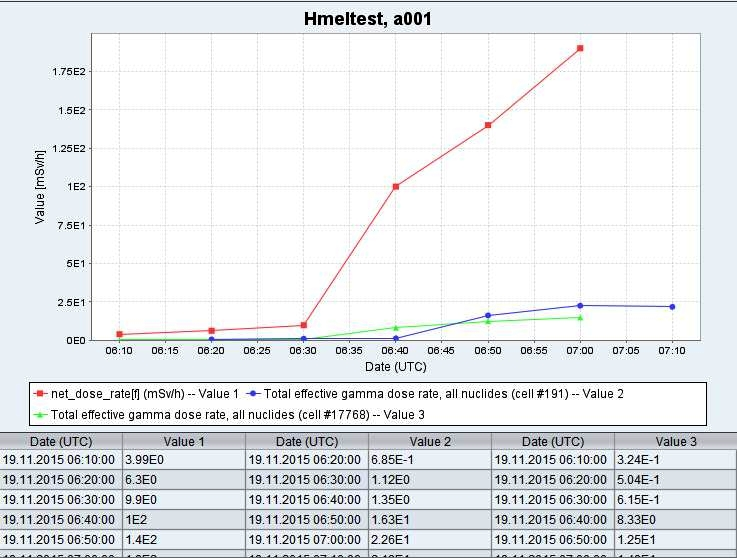 Hmeltest, a001
Value [mSv/h]
1.75E2
1.5E2
1.25E2
1E2
7.5E1
5E1
2.5E1
0E0
06:10 06:15 06:20 06:25 06:30 06:35 06:40 06:45 06:50 06:55 07:00 07:05 07:10
Date (UTC)
net_dose_rate[f] (mSv/h) -- Value 1 Total effective gamma dose rate, all nuclides (cell #191) -- Value 2
Total effective gamma dose rate, all nuclides (cell #17768) -- Value 3
Date (UTC) Value 1 Date (UTC) Value 2 Date (UTC) Value 3
19.11.2015 06:10:00 3.99E0 19.11.2015 06:20:00 6.85E-1 19.11.2015 06:10:00 3.24E-1
19.11.2015 06:20:00 6.3E0 19.11.2015 06:30:00 1.12E0 19.11.2015 06:20:00 5.04E-1
19.11.2015 06:30:00 9.9E0 19.11.2015 06:40:00 1.35E0 19.11.2015 06:30:00 6.15E-1
19.11.2015 06:40:00 1E2 19.11.2015 06:50:00 1.63E1 19.11.2015 06:40:00 8.33E0
19.11.2015 06:50:00 1.4E2 19.11.2015 07:00:00 2.26E1 19.11.2015 06:50:00 1.25E1